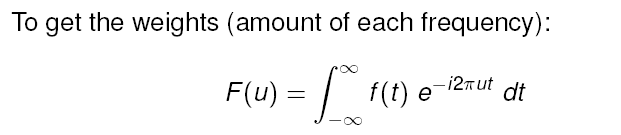 To get the weights (amount of each frequency):
F(u) = ∫_{-∞}^{∞} f(t) e^{-i2πut} dt